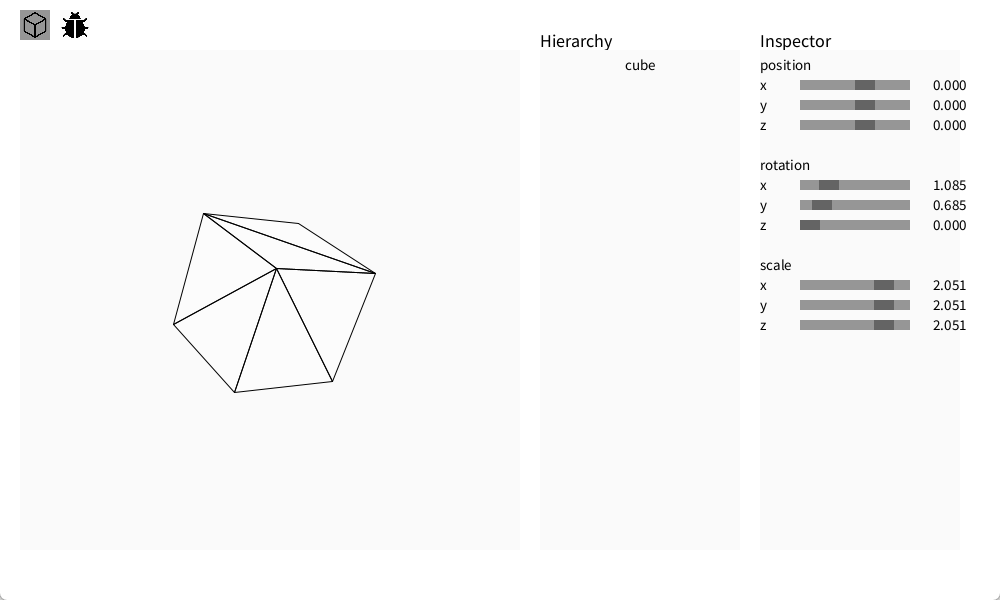 Hierarchy
cube
Inspector
position
x 0.000
y 0.000
z 0.000
rotation
x 1.085
y 0.685
z 0.000
scale
x 2.051
y 2.051
z 2.051